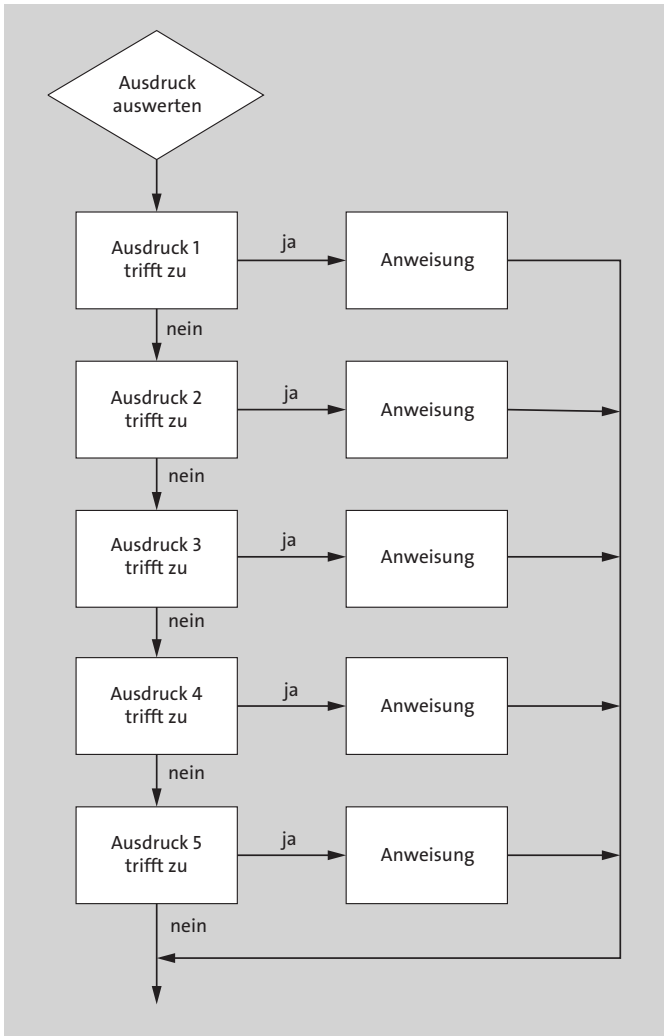 Ausdruck
auswerten
Ausdruck 1
trifft zu
ja
Anweisung
nein
Ausdruck 2
trifft zu
ja
Anweisung
nein
Ausdruck 3
trifft zu
ja
Anweisung
nein
Ausdruck 4
trifft zu
ja
Anweisung
nein
Ausdruck 5
trifft zu
ja
Anweisung
nein